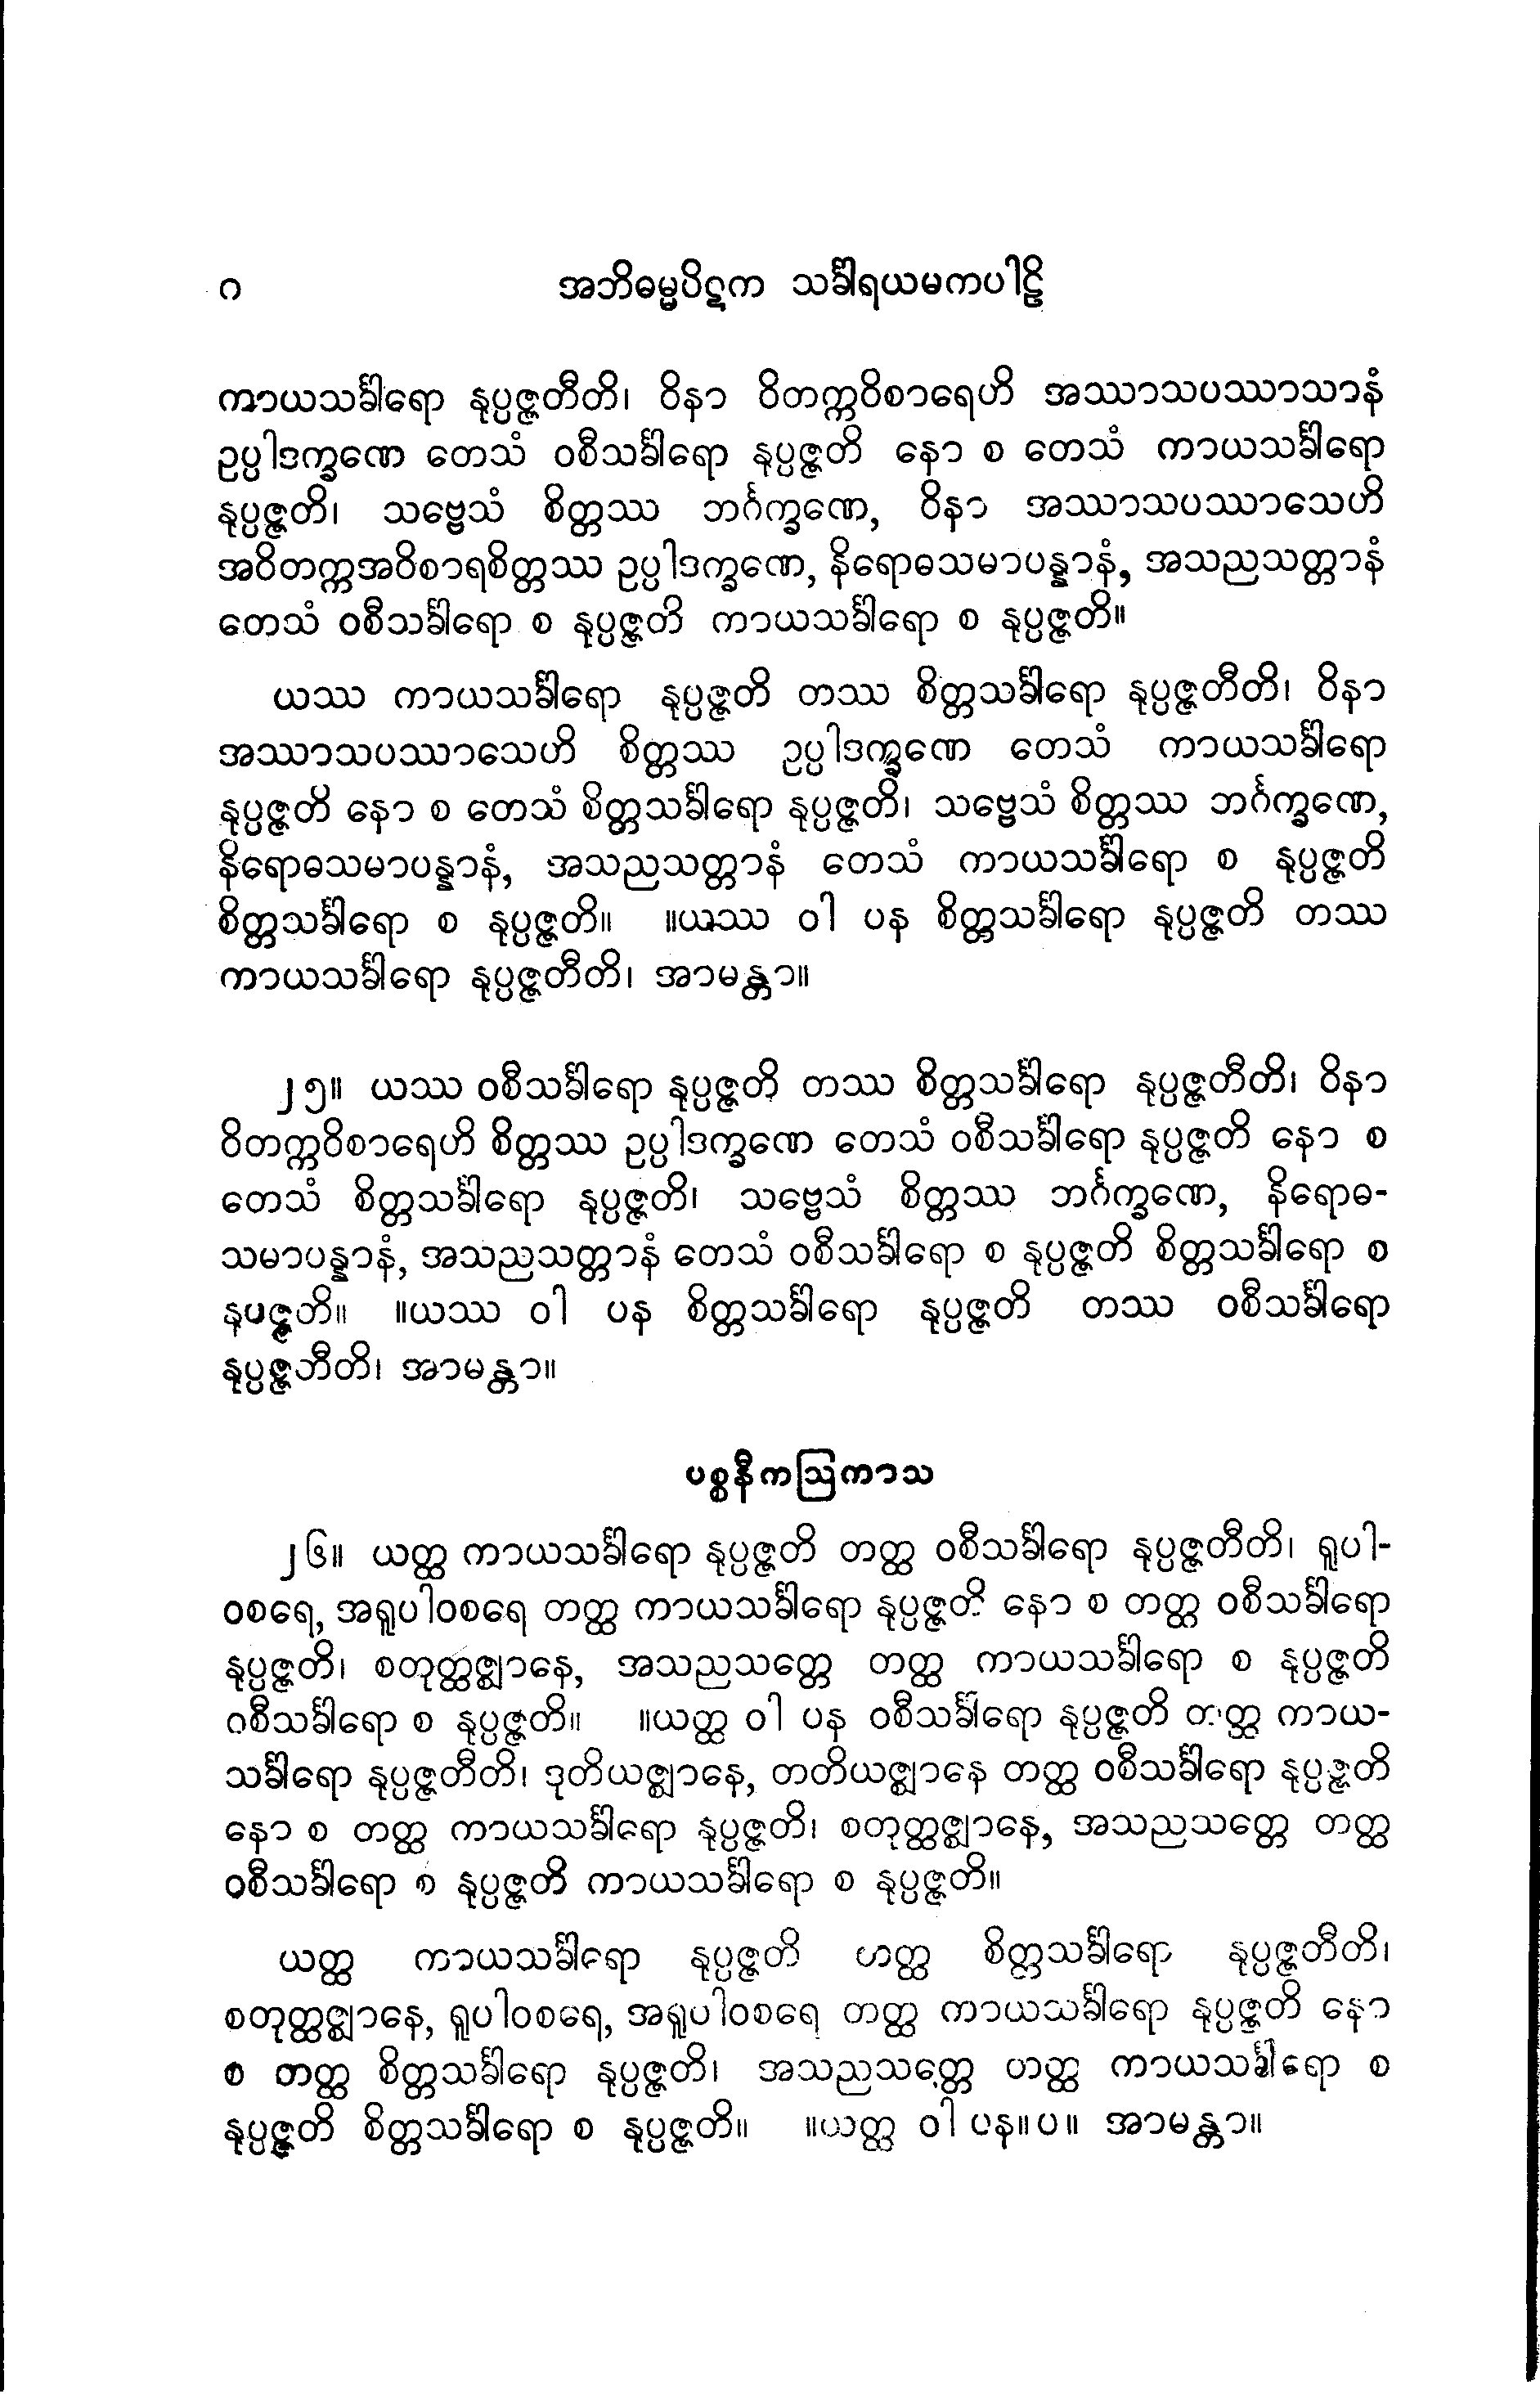 ၈ အဘိဓမ္မပိဋက သင်္ခါရယမကပါဠိ
ကာယသင်္ခါရော နုပ္ပဇ္ဇတီတိ၊ ဝိနာ ဝိတက္ကဝိစာရေဟိ အဿာသပဿာသာနံ
ဥပ္ပါဒက္ခဏေ တေသံ ဝစီသင်္ခါရော နုပ္ပဇ္ဇတိ နော စ တေသံ ကာယသင်္ခါရော
နုပ္ပဇ္ဇတိ၊ သဗ္ဗေသံ စိတ္တဿ ဘင်္ဂက္ခဏေ, ဝိနာ အဿာသပဿာသေဟိ
အဝိတက္ကအဝိစာရစိတ္တဿ ဥပ္ပါဒက္ခဏေ, နိရောဓသမာပန္နာနံ, အသညသတ္တာနံ
တေသံ ဝစီသင်္ခါရော စ နုပ္ပဇ္ဇတိ ကာယသင်္ခါရော စ နုပ္ပဇ္ဇတိ။
ယဿ ကာယသင်္ခါရော နုပ္ပဇ္ဇတိ တဿ စိတ္တသင်္ခါရော နုပ္ပဇ္ဇတီတိ၊ ဝိနာ
အဿာသပဿာသေဟိ စိတ္တဿ ဥပ္ပါဒက္ခဏေ တေသံ ကာယသင်္ခါရော
နုပ္ပဇ္ဇတိ နော စ တေသံ စိတ္တသင်္ခါရော နုပ္ပဇ္ဇတိ၊ သဗ္ဗေသံ စိတ္တဿ ဘင်္ဂက္ခဏေ,
နိရောဓသမာပန္နာနံ, အသညသတ္တာနံ တေသံ ကာယသင်္ခါရော စ နုပ္ပဇ္ဇတိ
စိတ္တသင်္ခါရော စ နုပ္ပဇ္ဇတိ။ ။ယဿ ဝါ ပန စိတ္တသင်္ခါရော နုပ္ပဇ္ဇတိ တဿ
ကာယသင်္ခါရော နုပ္ပဇ္ဇတီတိ၊ အာမန္တာ။
၂၅။ ယဿ ဝစီသင်္ခါရော နုပ္ပဇ္ဇတိ တဿ စိတ္တသင်္ခါရော နုပ္ပဇ္ဇတီတိ၊ ဝိနာ
ဝိတက္ကဝိစာရေဟိ စိတ္တဿ ဥပ္ပါဒက္ခဏေ တေသံ ဝစီသင်္ခါရော နုပ္ပဇ္ဇတိ နော စ
တေသံ စိတ္တသင်္ခါရော နုပ္ပဇ္ဇတိ၊ သဗ္ဗေသံ စိတ္တဿ ဘင်္ဂက္ခဏေ, နိရောဓ-
သမာပန္နာနံ, အသညသတ္တာနံ တေသံ ဝစီသင်္ခါရော စ နုပ္ပဇ္ဇတိ စိတ္တသင်္ခါရော စ
နုပ္ပဇ္ဇတိ။ ။ယဿ ဝါ ပန စိတ္တသင်္ခါရော နုပ္ပဇ္ဇတိ တဿ ဝစီသင်္ခါရော
နုပ္ပဇ္ဇတီတိ၊ အာမန္တာ။
ပစ္စနီကဩကာသ
၂၆။ ယတ္ထ ကာယသင်္ခါရော နုပ္ပဇ္ဇတိ တတ္ထ ဝစီသင်္ခါရော နုပ္ပဇ္ဇတီတိ၊ ရူပါ-
ဝစရေ, အရူပါဝစရေ တတ္ထ ကာယသင်္ခါရော နုပ္ပဇ္ဇတိ နော စ တတ္ထ ဝစီသင်္ခါရော
နုပ္ပဇ္ဇတိ၊ စတုတ္ထဇ္ဈာနေ, အသညသတ္တေ တတ္ထ ကာယသင်္ခါရော စ နုပ္ပဇ္ဇတိ
ဝစီသင်္ခါရော စ နုပ္ပဇ္ဇတိ။ ။ယတ္ထ ဝါ ပန ဝစီသင်္ခါရော နုပ္ပဇ္ဇတိ တတ္ထ ကာယ-
သင်္ခါရော နုပ္ပဇ္ဇတီတိ၊ ဒုတိယဇ္ဈာနေ, တတိယဇ္ဈာနေ တတ္ထ ဝစီသင်္ခါရော နုပ္ပဇ္ဇတိ
နော စ တတ္ထ ကာယသင်္ခါရော နုပ္ပဇ္ဇတိ၊ စတုတ္ထဇ္ဈာနေ, အသညသတ္တေ တတ္ထ
ဝစီသင်္ခါရော စ နုပ္ပဇ္ဇတိ ကာယသင်္ခါရော စ နုပ္ပဇ္ဇတိ။
ယတ္ထ ကာယသင်္ခါရော နုပ္ပဇ္ဇတိ တတ္ထ စိတ္တသင်္ခါရော နုပ္ပဇ္ဇတီတိ၊
စတုတ္ထဇ္ဈာနေ, ရူပါဝစရေ, အရူပါဝစရေ တတ္ထ ကာယသင်္ခါရော နုပ္ပဇ္ဇတိ နော
စ တတ္ထ စိတ္တသင်္ခါရော နုပ္ပဇ္ဇတိ၊ အသညသတ္တေ တတ္ထ ကာယသင်္ခါရော စ
နုပ္ပဇ္ဇတိ စိတ္တသင်္ခါရော စ နုပ္ပဇ္ဇတိ။ ။ယတ္ထ ဝါ ပန။ပ။ အာမန္တာ။